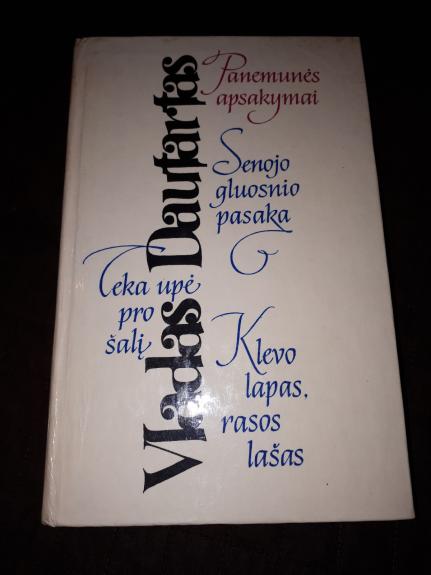 Vladas Dautartas
Panemunės
apsakymai
Senojo
gluosnio
pasaka
Teka upė
pro
šalį
Klevo
lapas,
rasos
lašas